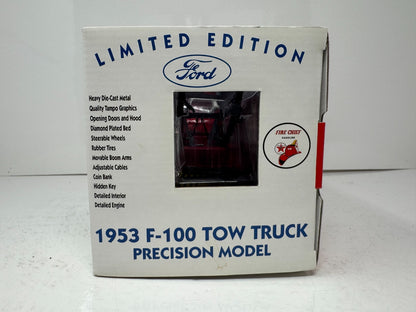 LIMITED EDITION
Ford
Heavy Die-Cast Metal
Quality Tampo Graphics
Opening Doors and Hood
Diamond Plated Bed
Steerable Wheels
Rubber Tires
Movable Boom Arms
Adjustable Cables
Coin Bank
Hidden Key
Detailed Interior
Detailed Engine
FIRE CHIEF
GASOLINE
1953 F-100 TOW TRUCK
PRECISION MODEL